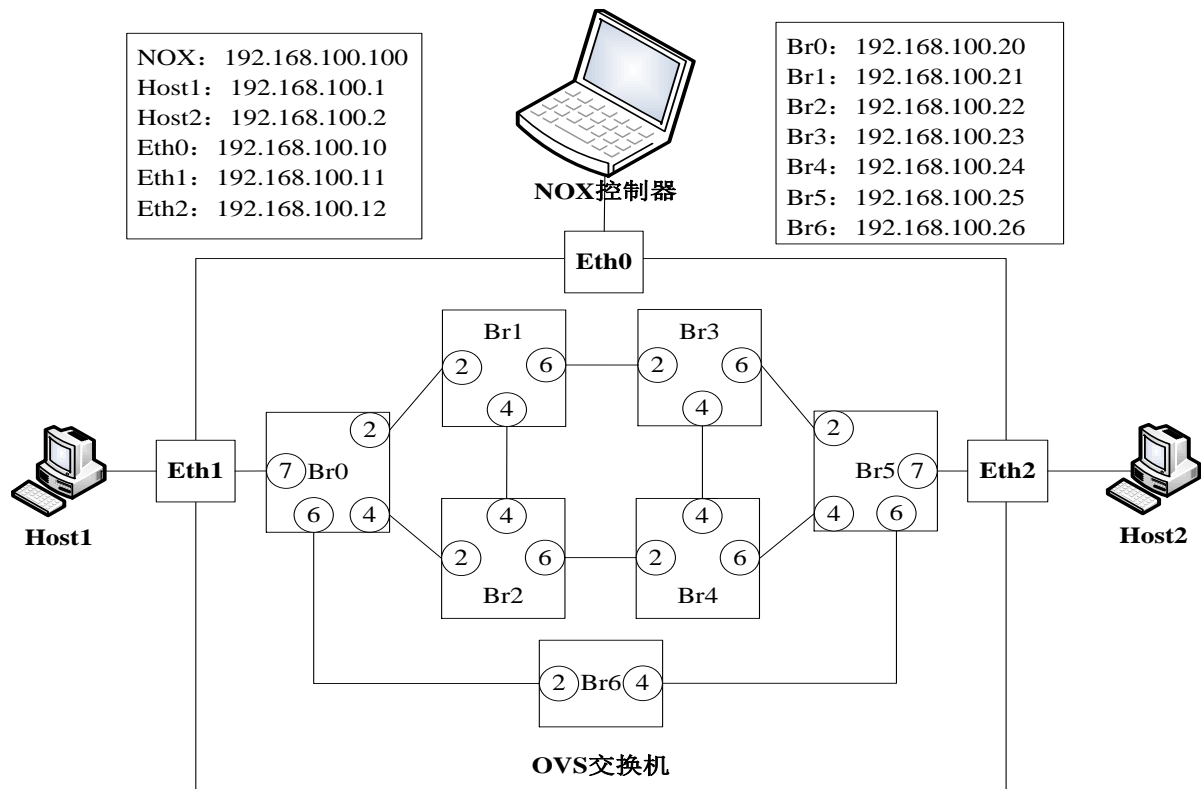 NOX：192.168.100.100
Host1：192.168.100.1
Host2：192.168.100.2
Eth0：192.168.100.10
Eth1：192.168.100.11
Eth2：192.168.100.12
Br0：192.168.100.20
Br1：192.168.100.21
Br2：192.168.100.22
Br3：192.168.100.23
Br4：192.168.100.24
Br5：192.168.100.25
Br6：192.168.100.26
NOX控制器
Eth0
Br1
2 6
4
Br3
2 6
4
Host1
Eth1
2
7 Br0
6 4
4
2 6
Br2
4
2 6
Br4
2
Br5 7
4 6
Eth2
Host2
2 Br6 4
OVS交换机